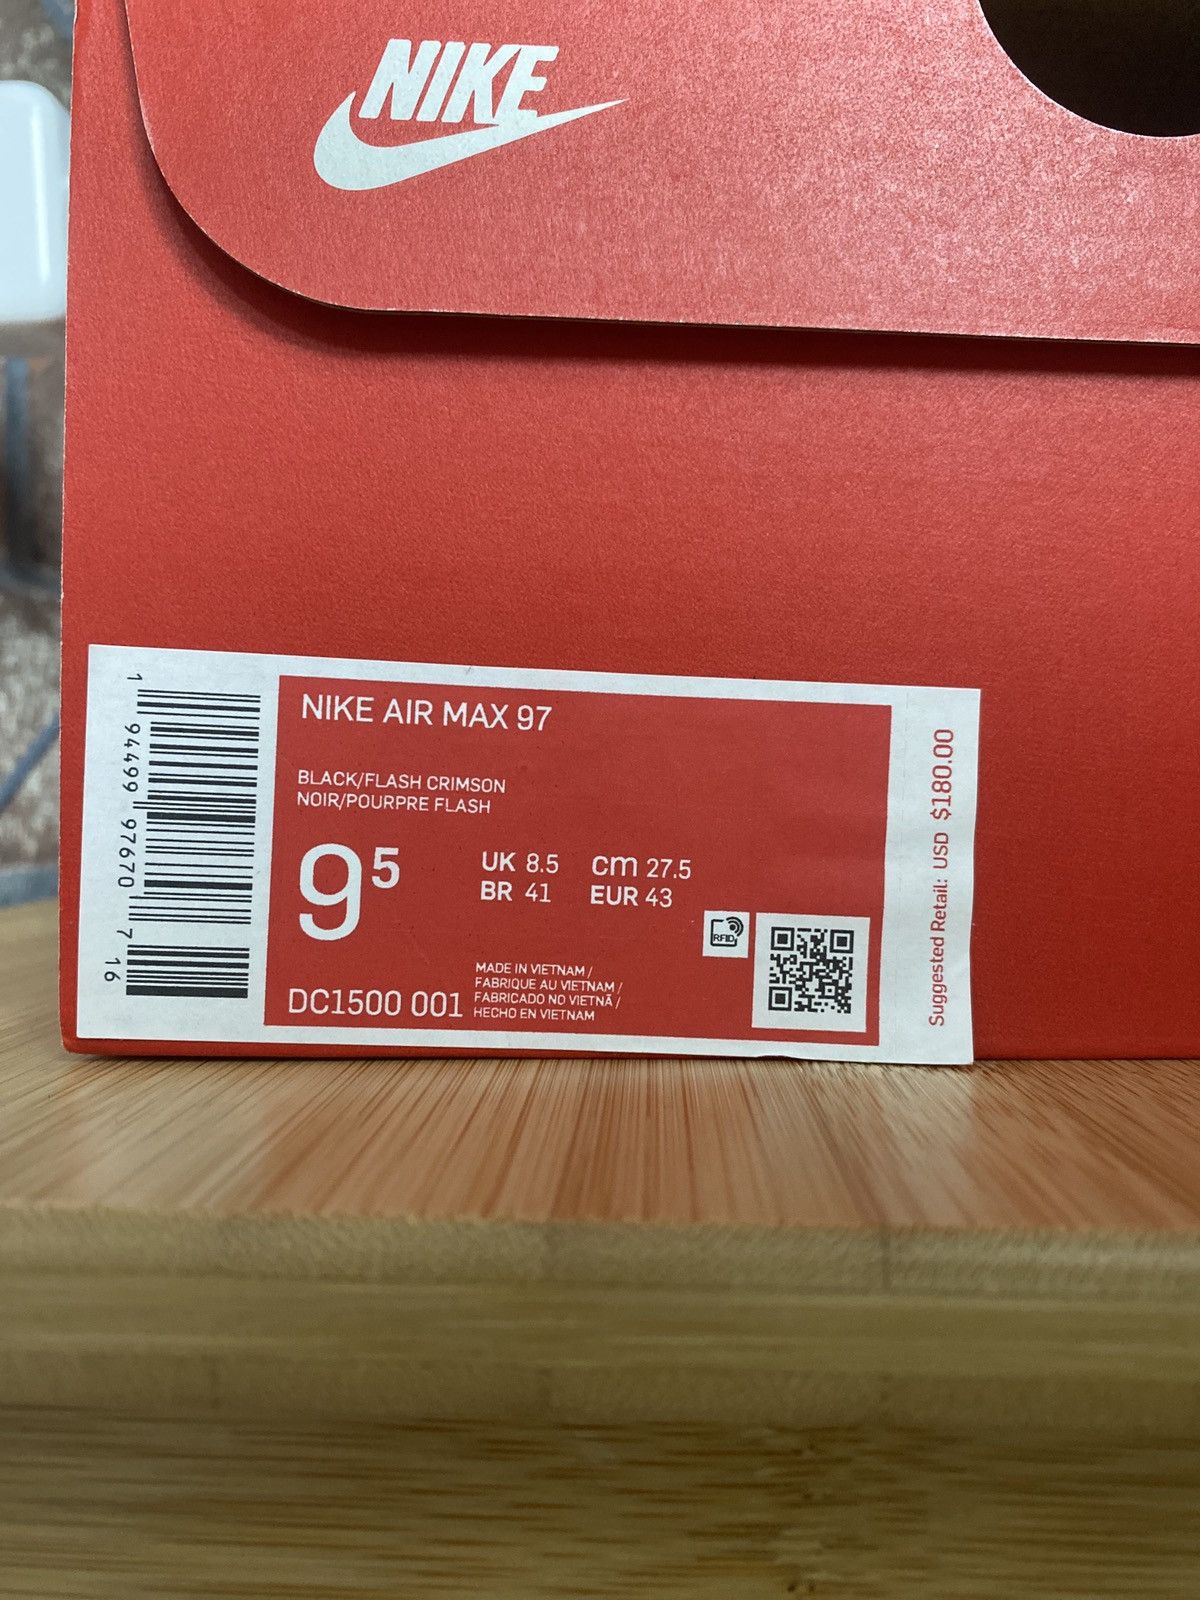 NIKE
1 94499 97670 7 16
NIKE AIR MAX 97
BLACK/FLASH CRIMSON
NOIR/POURPRE FLASH
9 5
UK 8.5 cm 27.5
BR 41 EUR 43
RFID
DC1500 001
MADE IN VIETNAM /
FABRIQUE AU VIETNAM /
FABRICADO NO VIETNÃ /
HECHO EN VIETNAM
Suggested Retail: USD $180.00